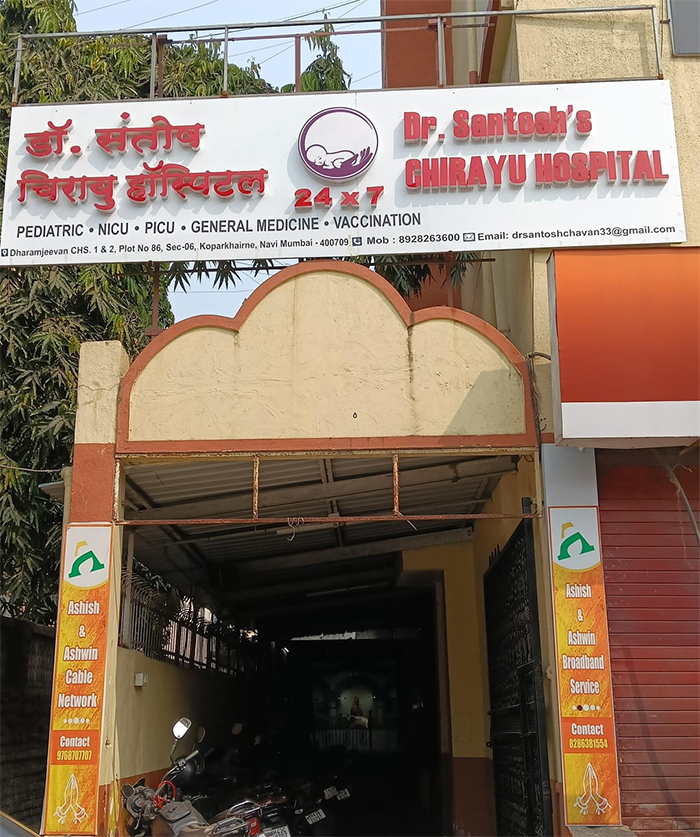 डॉ. संतोष
चिरायु हॉस्पिटल
24 x 7
Dr. Santosh's
CHIRAYU HOSPITAL
PEDIATRIC • NICU • PICU • GENERAL MEDICINE • VACCINATION
Dharamjeevan CHS. 1 & 2, Plot No 86, Sec-06, Koparkhairne, Navi Mumbai - 400709 Mob : 8928263600 Email: drsantoshchavan33@gmail.com
Ashish
&
Ashwin
Cable
Network
Contact
9768707707
Ashish
&
Ashwin
Broadband
Service
Contact
8286381554